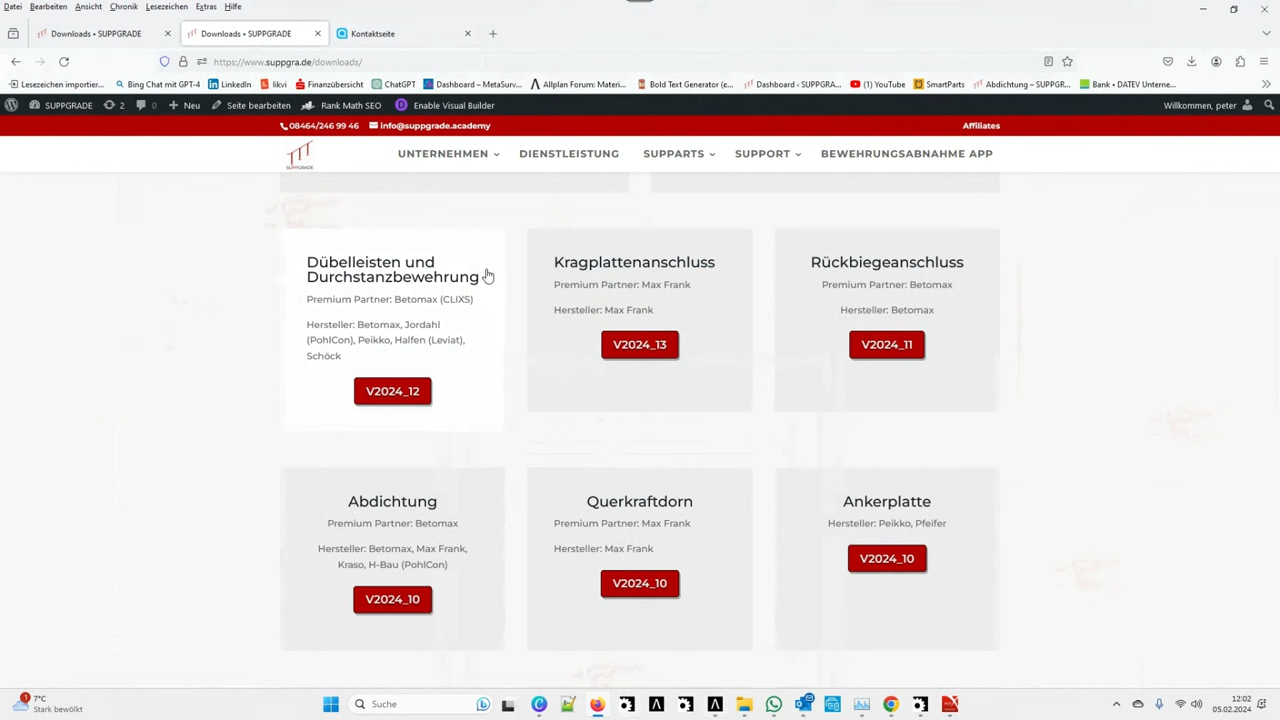 Datei Bearbeiten Ansicht Chronik Lesezeichen Extras Hilfe
Downloads • SUPPGRADE Downloads • SUPPGRADE Kontaktseite
https://www.suppgra.de/downloads/
Lesezeichen importier... Bing Chat mit GPT-4 LinkedIn likvi Finanzübersicht ChatGPT Dashboard – MetaSurv... Allplan Forum: Materi... Bold Text Generator (e... Dashboard ‹ SUPPGRA... (1) YouTube SmartParts Abdichtung – SUPPGR... Bank • DATEV Unterne...
SUPPGRADE 2 0 Neu Seite bearbeiten Rank Math SEO Enable Visual Builder Willkommen, peter
08464/246 99 46 info@suppgrade.academy Affiliates
SUPPGRADE UNTERNEHMEN DIENSTLEISTUNG SUPPARTS SUPPORT BEWEHRUNGSABNAHME APP
Dübelleisten und
Durchstanzbewehrung
Premium Partner: Betomax (CLIXS)
Hersteller: Betomax, Jordahl
(PohlCon), Peikko, Halfen (Leviat),
Schöck
V2024_12
Kragplattenanschluss
Premium Partner: Max Frank
Hersteller: Max Frank
V2024_13
Rückbiegeanschluss
Premium Partner: Betomax
Hersteller: Betomax
V2024_11
Abdichtung
Premium Partner: Betomax
Hersteller: Betomax, Max Frank,
Kraso, H-Bau (PohlCon)
V2024_10
Querkraftdorn
Premium Partner: Max Frank
Hersteller: Max Frank
V2024_10
Ankerplatte
Hersteller: Peikko, Pfeifer
V2024_10
1
7°C
Stark bewölkt
Suche
12:02
05.02.2024